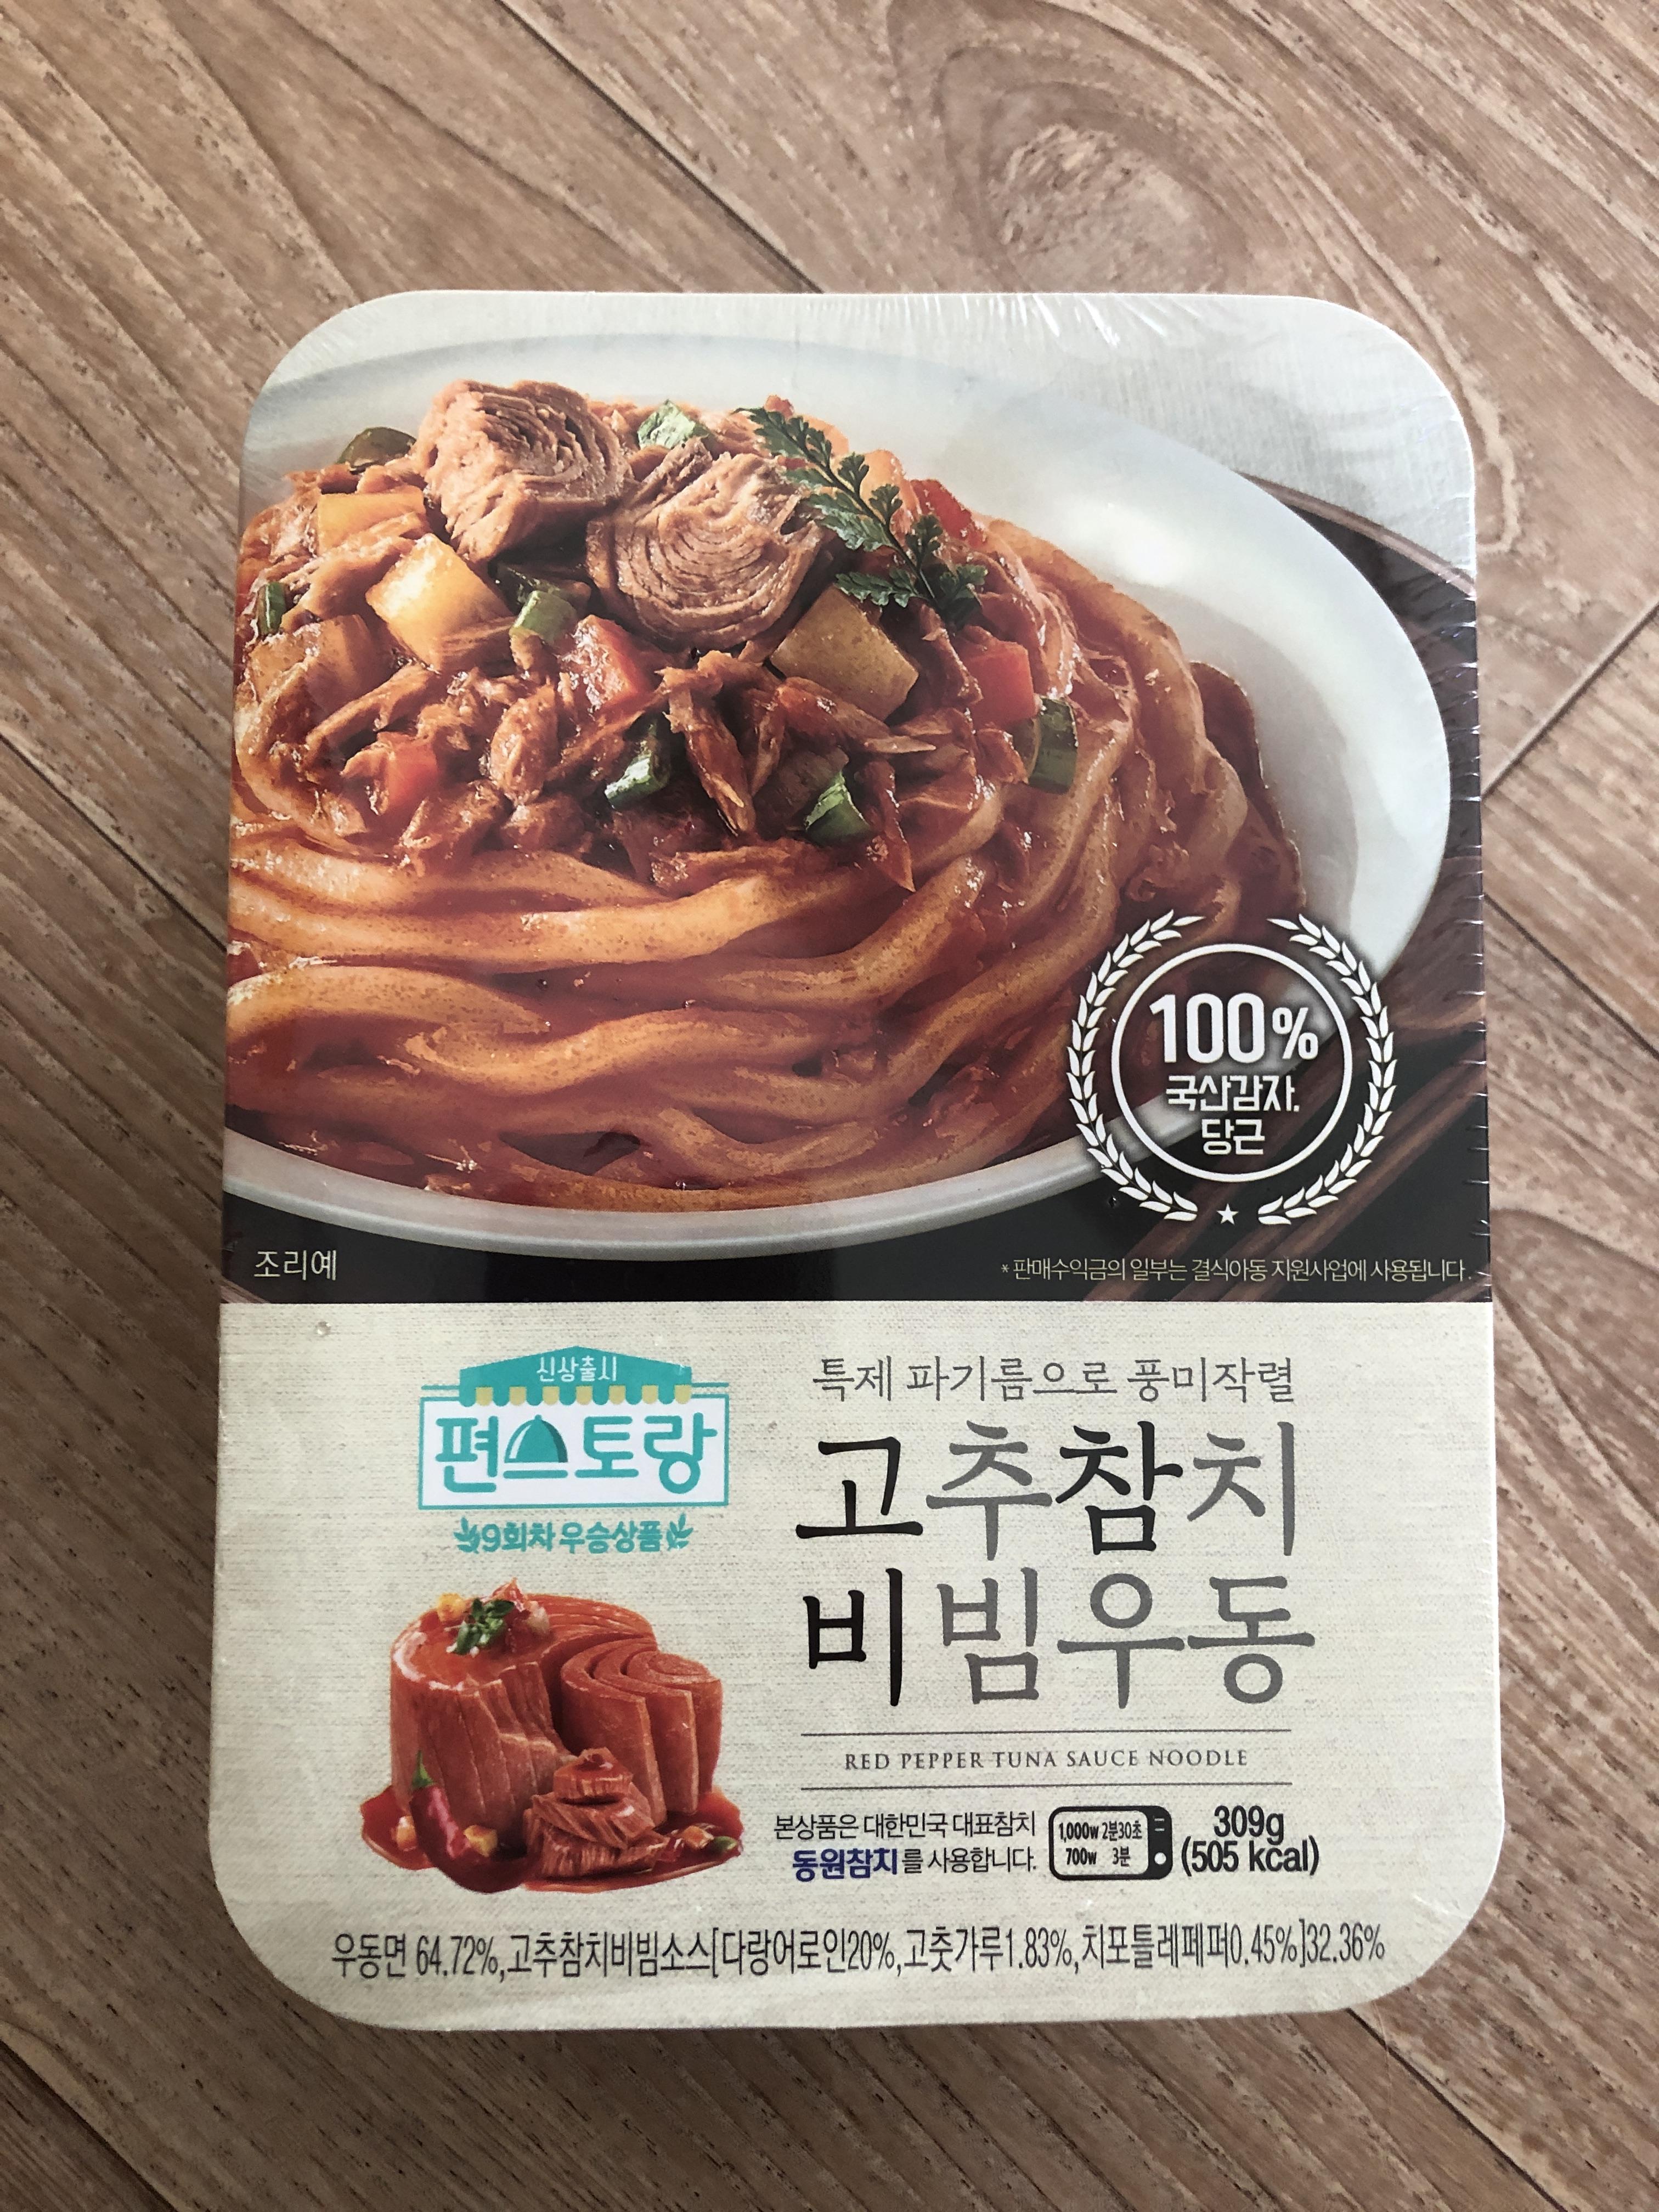 100%
국산감자,
당근
조리예
* 판매수익금의 일부는 결식아동 지원사업에 사용됩니다.
신상출시
편스토랑
9회차 우승상품
특제 파기름으로 풍미작렬
고추참치
비빔우동
RED PEPPER TUNA SAUCE NOODLE
본상품은 대한민국 대표참치
동원참치를 사용합니다.
1,000w 2분30초
700w 3분
309g
(505 kcal)
우동면 64.72%,고추참치비빔소스[다랑어로인20%,고춧가루1.83%,치포틀레페퍼0.45%]32.36%